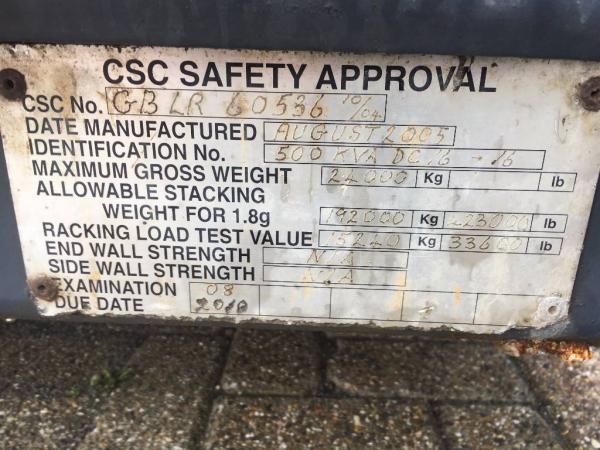 CSC SAFETY APPROVAL
CSC No. GB LR 60536 10/04
DATE MANUFACTURED AUGUST 2005
IDENTIFICATION No. 500 KVA DC 16 - 16
MAXIMUM GROSS WEIGHT 24000 Kg lb
ALLOWABLE STACKING
WEIGHT FOR 1.8g 192000 Kg lb
RACKING LOAD TEST VALUE 15240 Kg 33600 lb
END WALL STRENGTH N/A
SIDE WALL STRENGTH N/A
EXAMINATION 08
DUE DATE 2010